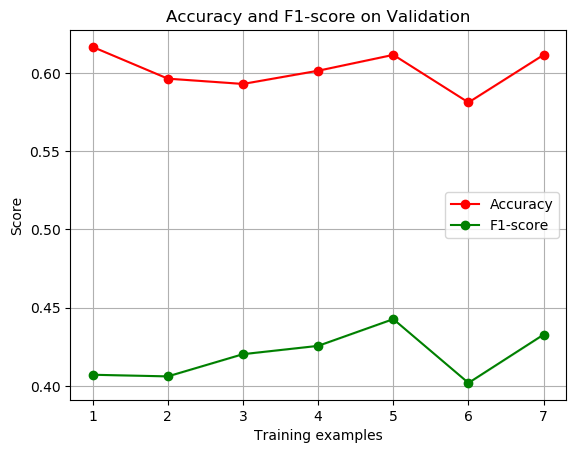 Accuracy and F1-score on Validation
Score
0.60
0.55
0.50
0.45
0.40
Accuracy
F1-score
1 2 3 4 5 6 7
Training examples